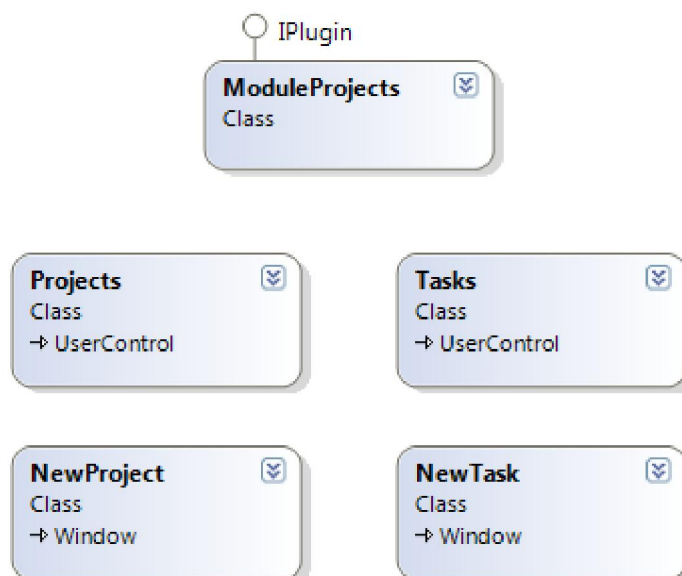 IPlugin
ModuleProjects
Class
Projects
Class
UserControl
Tasks
Class
UserControl
NewProject
Class
Window
NewTask
Class
Window